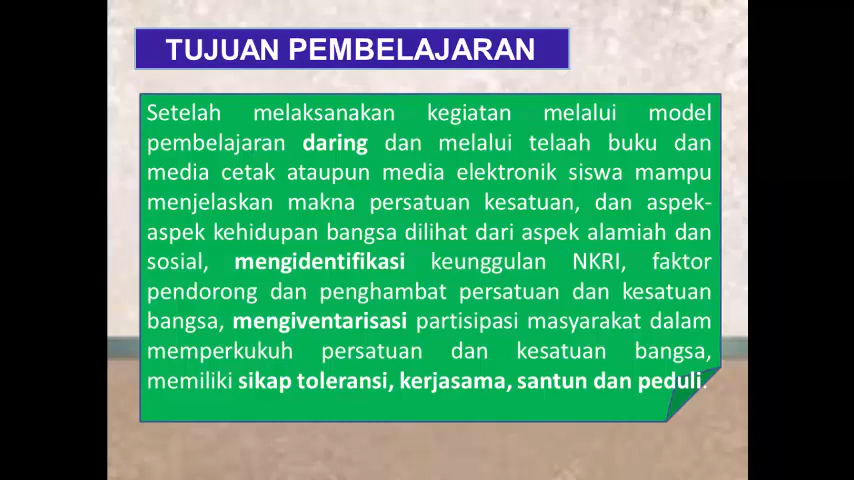 TUJUAN PEMBELAJARAN
Setelah melaksanakan kegiatan melalui model
pembelajaran daring dan melalui telaah buku dan
media cetak ataupun media elektronik siswa mampu
menjelaskan makna persatuan kesatuan, dan aspek-
aspek kehidupan bangsa dilihat dari aspek alamiah dan
sosial, mengidentifikasi keunggulan NKRI, faktor
pendorong dan penghambat persatuan dan kesatuan
bangsa, mengiventarisasi partisipasi masyarakat dalam
memperkukuh persatuan dan kesatuan bangsa,
memiliki sikap toleransi, kerjasama, santun dan peduli.